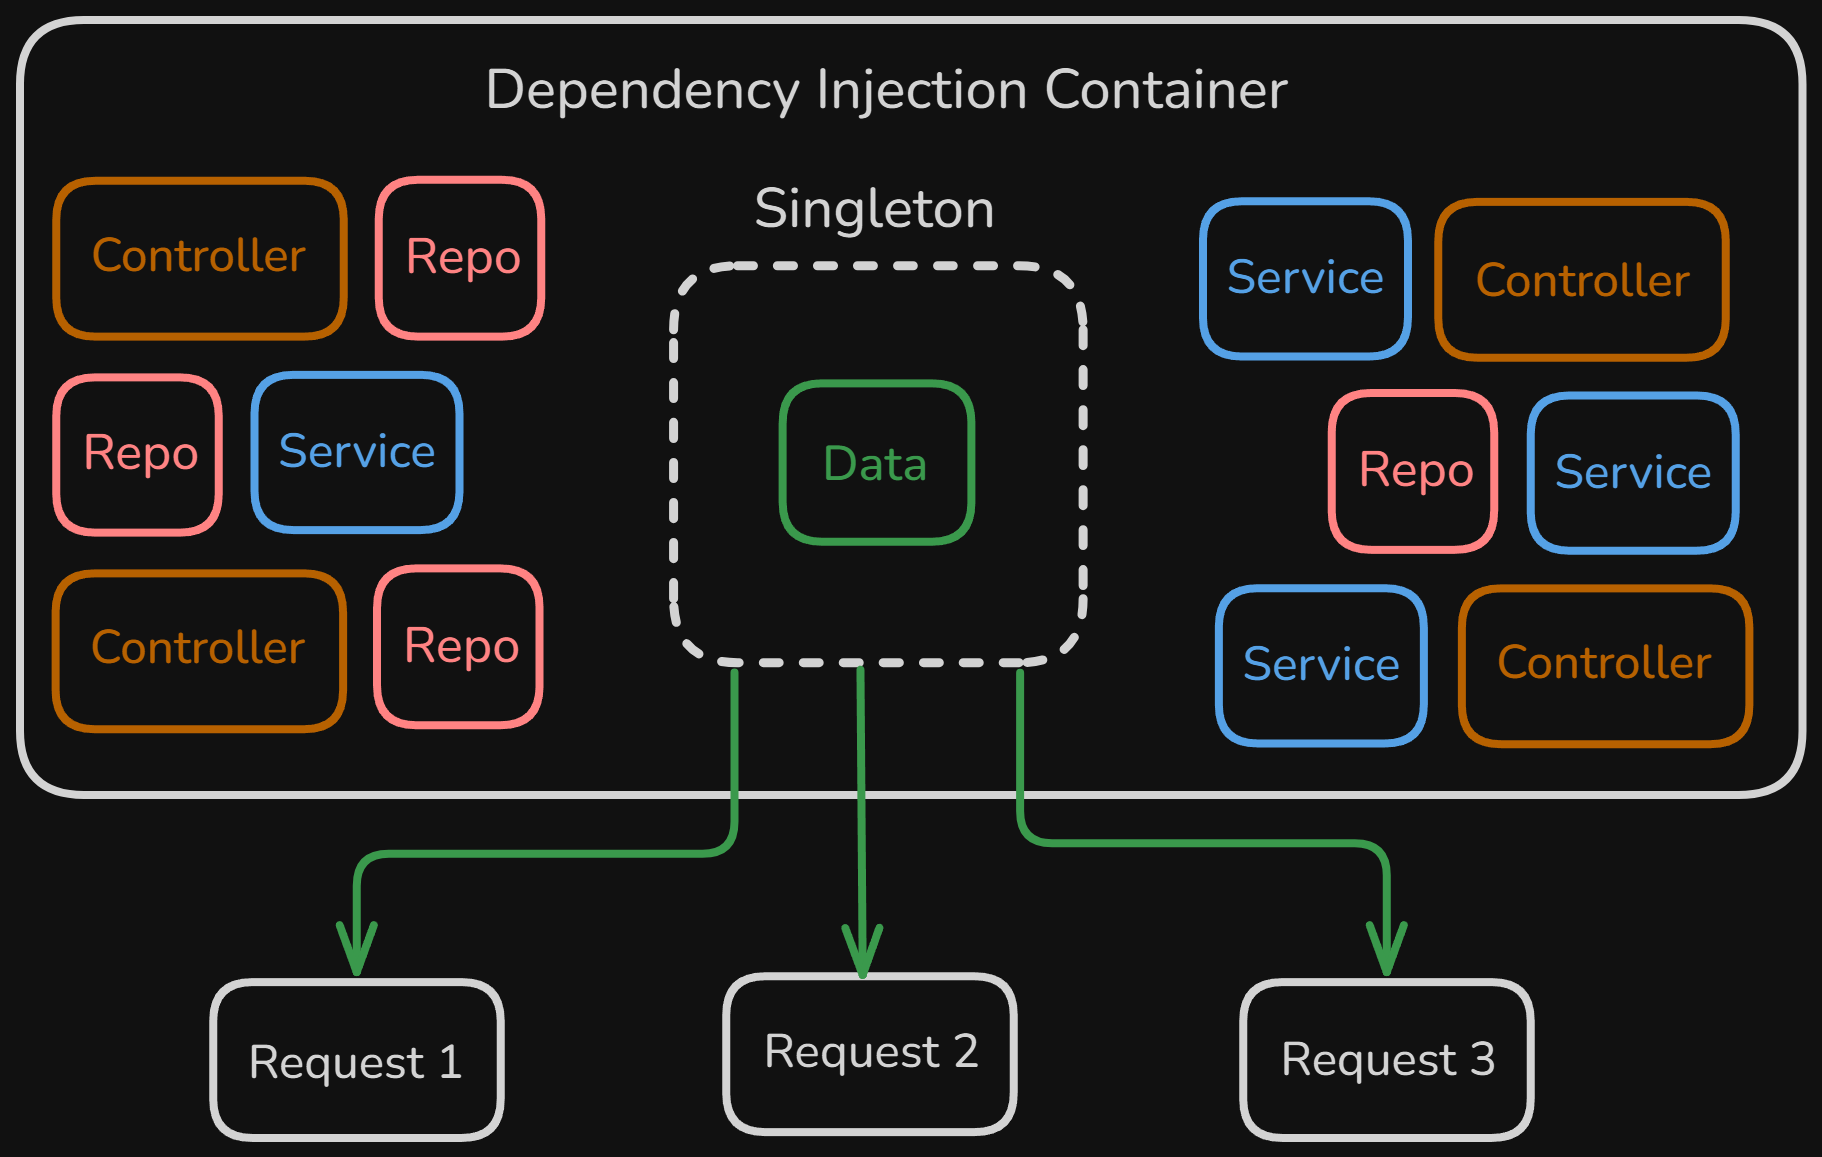 Dependency Injection Container
Singleton
Controller
Repo
Repo
Service
Controller
Repo
Data
Service
Controller
Repo
Service
Service
Controller
Request 1
Request 2
Request 3